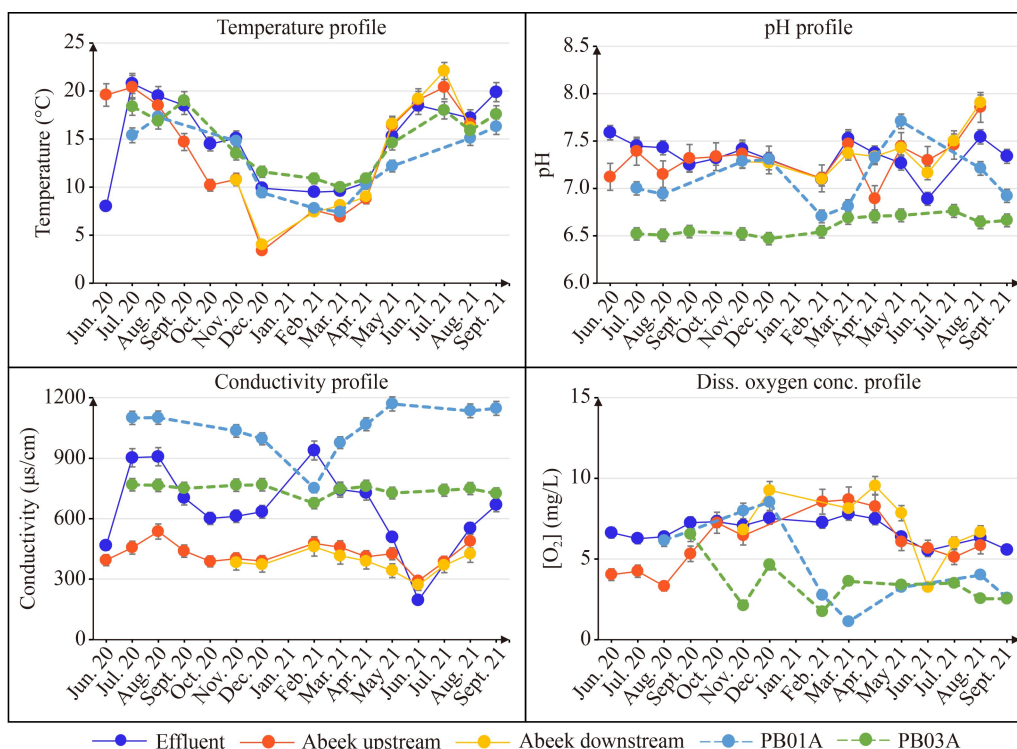 Temperature profile
25
20
15
10
5
0
Temperature (°C)
Jun. 20 Jul. 20 Aug. 20 Sept. 20 Oct. 20 Nov. 20 Dec. 20 Jan. 21 Feb. 21 Mar. 21 Apr. 21 May 21 Jun. 21 Jul. 21 Aug. 21 Sept. 21
pH profile
8.5
8.0
7.5
7.0
6.5
6.0
pH
Jun. 20 Jul. 20 Aug. 20 Sept. 20 Oct. 20 Nov. 20 Dec. 20 Jan. 21 Feb. 21 Mar. 21 Apr. 21 May 21 Jun. 21 Jul. 21 Aug. 21 Sept. 21
Conductivity profile
1200
900
600
300
0
Conductivity (µs/cm)
Jun. 20 Jul. 20 Aug. 20 Sept. 20 Oct. 20 Nov. 20 Dec. 20 Jan. 21 Feb. 21 Mar. 21 Apr. 21 May 21 Jun. 21 Jul. 21 Aug. 21 Sept. 21
Diss. oxygen conc. profile
15
10
5
0
[O₂] (mg/L)
Jun. 20 Jul. 20 Aug. 20 Sept. 20 Oct. 20 Nov. 20 Dec. 20 Jan. 21 Feb. 21 Mar. 21 Apr. 21 May 21 Jun. 21 Jul. 21 Aug. 21 Sept. 21
Effluent Abeek upstream Abeek downstream PB01A PB03A